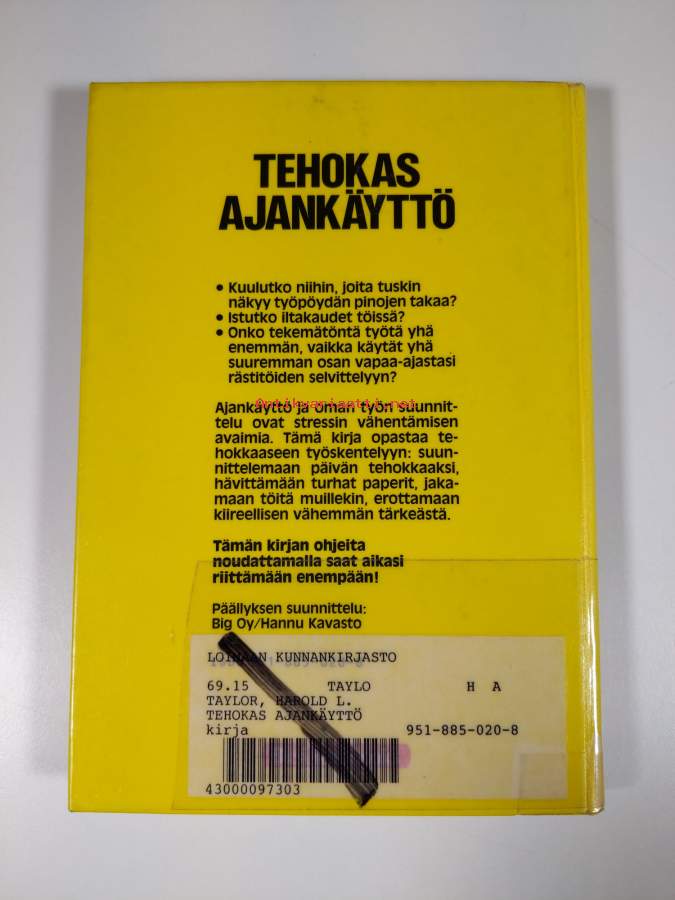 TEHOKAS
AJANKÄYTTÖ
• Kuulutko niihin, joita tuskin
näkyy työpöydän pinojen takaa?
• Istutko iltakaudet töissä?
• Onko tekemätöntä työtä yhä
enemmän, vaikka käytät yhä
suuremman osan vapaa-ajastasi
rästitöiden selvittelyyn?
Antikvariaatti.net
Ajankäyttö ja oman työn suunnit-
telu ovat stressin vähentämisen
avaimia. Tämä kirja opastaa te-
hokkaaseen työskentelyyn: suun-
nittelemaan päivän tehokkaaksi,
hävittämään turhat paperit, jaka-
maan töitä muillekin, erottamaan
kiireellisen vähemmän tärkeästä.
Tämän kirjan ohjeita
noudattamalla saat aikasi
riittämään enempään!
Päällyksen suunnittelu:
Big Oy/Hannu Kavasto
KUNNANKIRJASTO
69.15 TAYLO H A
TAYLOR, HAROLD L.
TEHOKAS AJANKÄYTTÖ
kirja 951-885-020-8
43000097303